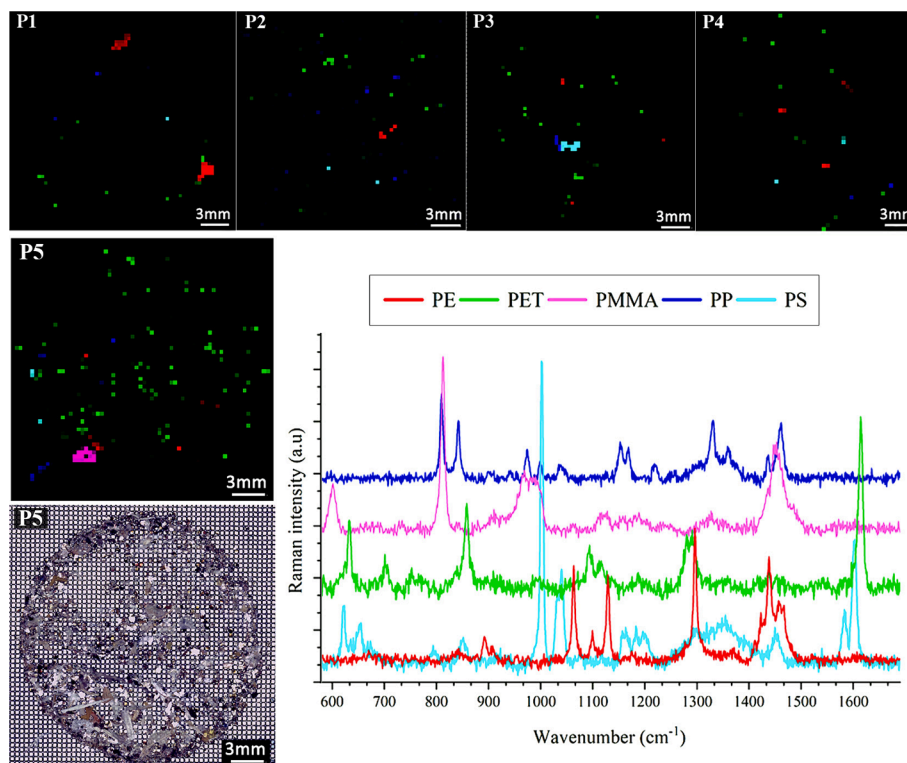 P1 P2 P3 P4
3mm 3mm 3mm 3mm
P5
3mm
PE PET PMMA PP PS
Raman intensity (a.u)
600 800 900 1000 1100 1200 1300 1400 1500 1600
Wavenumber (cm⁻¹)
P5
3mm